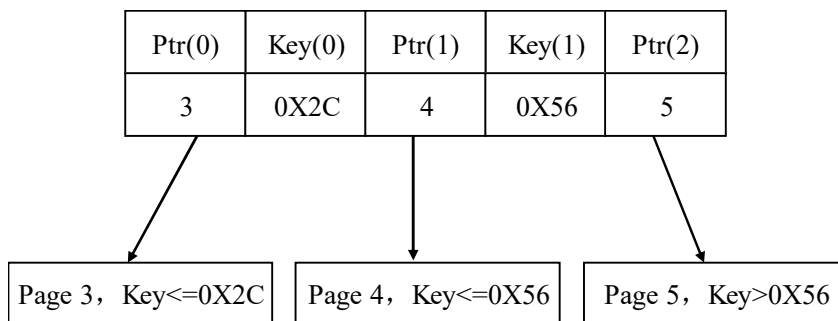 Ptr(0) Key(0) Ptr(1) Key(1) Ptr(2)
3 0X2C 4 0X56 5
Page 3，Key<=0X2C Page 4，Key<=0X56 Page 5，Key>0X56